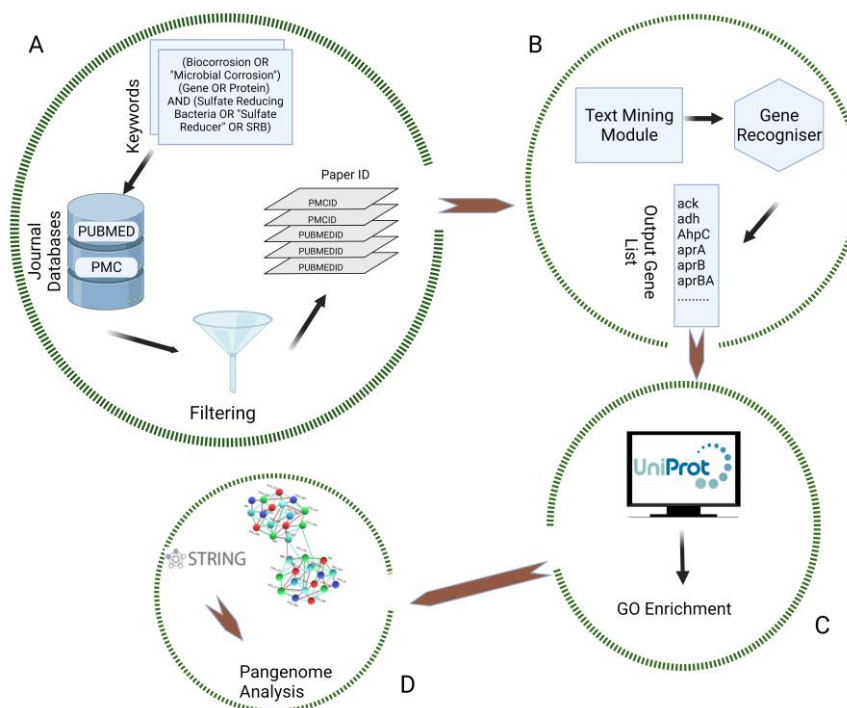 A
(Biocorrosion OR
"Microbial Corrosion")
(Gene OR Protein)
AND (Sulfate Reducing
Bacteria OR "Sulfate
Reducer" OR SRB)
Keywords
Journal
Databases
PUBMED
PMC
Filtering
Paper ID
PMCID
PMCID
PUBMEDID
PUBMEDID
PUBMEDID
B
Text Mining
Module
Gene
Recogniser
Output Gene
List
ack
adh
AhpC
aprA
aprB
aprBA
.........
UniProt
GO Enrichment
C
STRING
Pangenome
Analysis
D